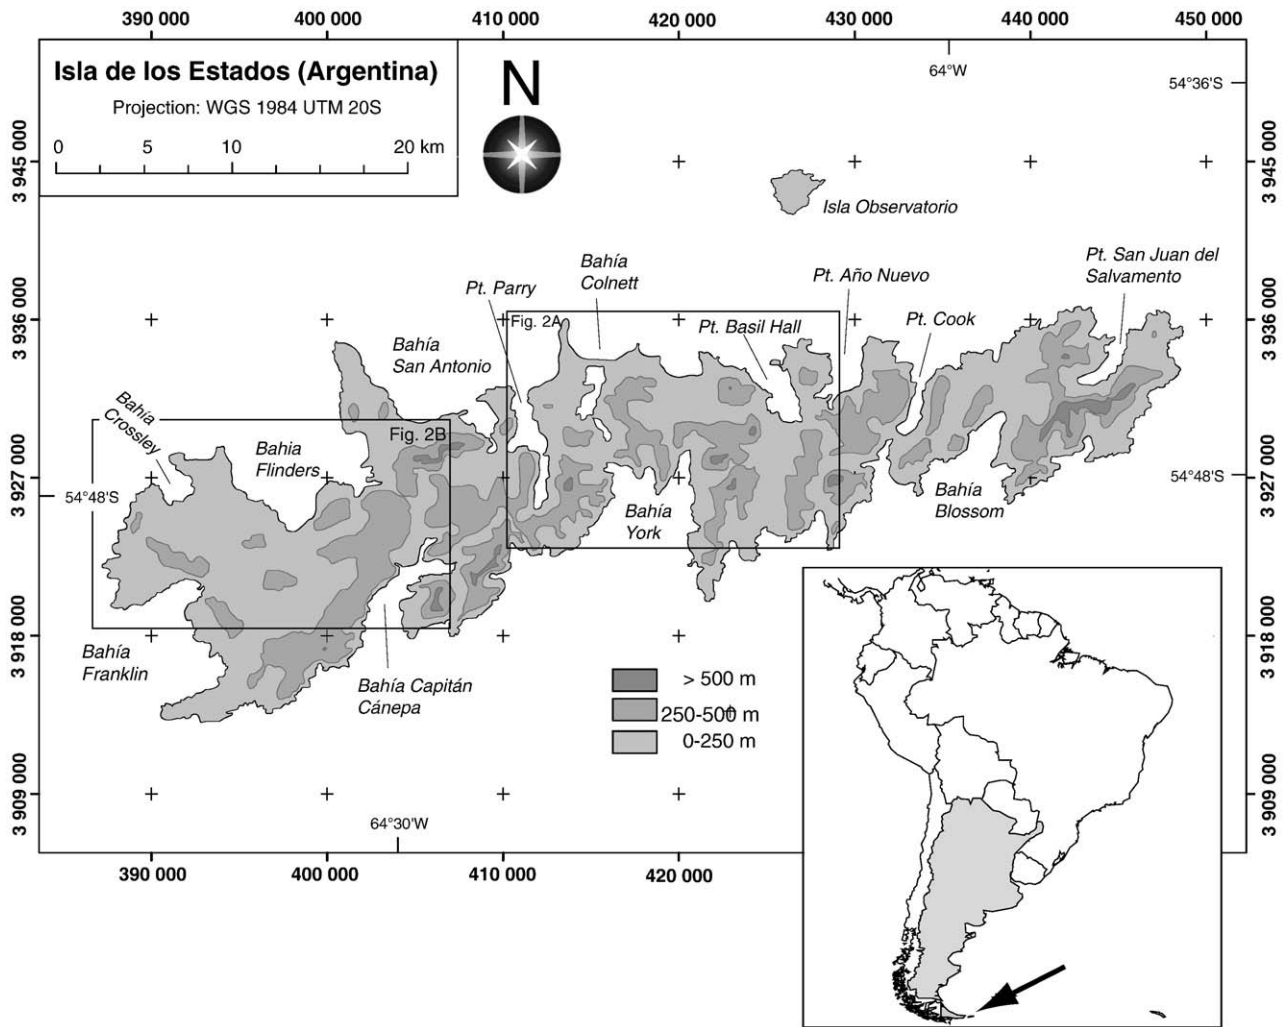 390 000
400 000
410 000
420 000
430 000
440 000
450 000
Isla de los Estados (Argentina)
Projection: WGS 1984 UTM 20S
0
5
10
20 km
N
64°W
54°36'S
3 945 000
3 945 000
Isla Observatorio
Bahía
Colnett
Pt. Parry
Pt. Año Nuevo
Pt. San Juan del
Salvamento
3 936 000
3 936 000
Fig. 2A
Pt. Basil Hall
Pt. Cook
Bahía
San Antonio
Bahía
Crossley
Fig. 2B
Bahia
Flinders
3 927 000
3 927 000
54°48'S
54°48'S
Bahía
York
Bahía
Blossom
3 918 000
3 918 000
Bahía
Franklin
Bahía Capitán
Cánepa
> 500 m
250-500 m
0-250 m
3 909 000
3 909 000
64°30'W
390 000
400 000
410 000
420 000